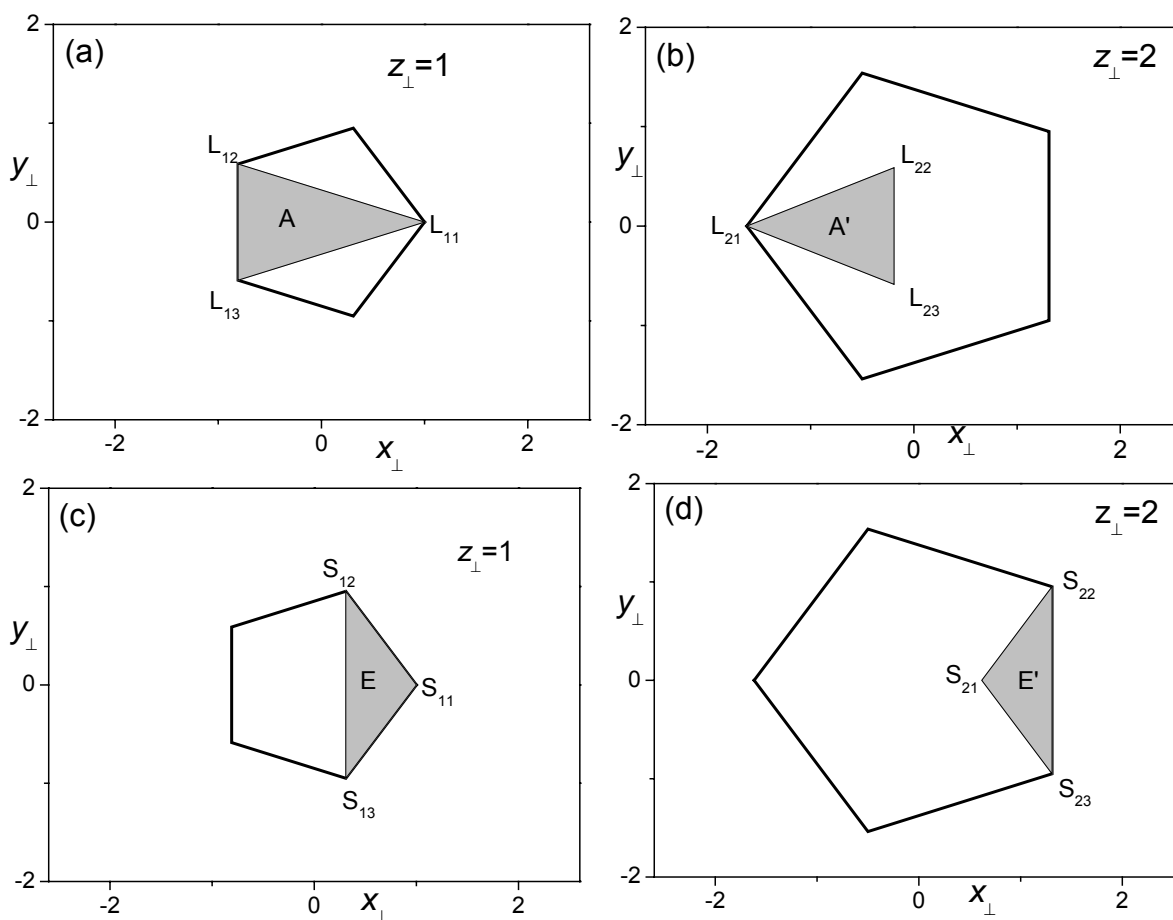 (a)
z⊥=1
2
0
-2
y⊥
L₁₂
A
L₁₁
L₁₃
-2 0 2
x⊥
(b)
z⊥=2
2
0
-2
y⊥
L₂₂
L₂₁
A'
L₂₃
-2 0 2
x⊥
(c)
z⊥=1
2
0
-2
y⊥
S₁₂
E
S₁₁
S₁₃
-2 0 2
x⊥
(d)
z⊥=2
2
0
-2
y⊥
S₂₂
S₂₁
E'
S₂₃
-2 0 2
x⊥